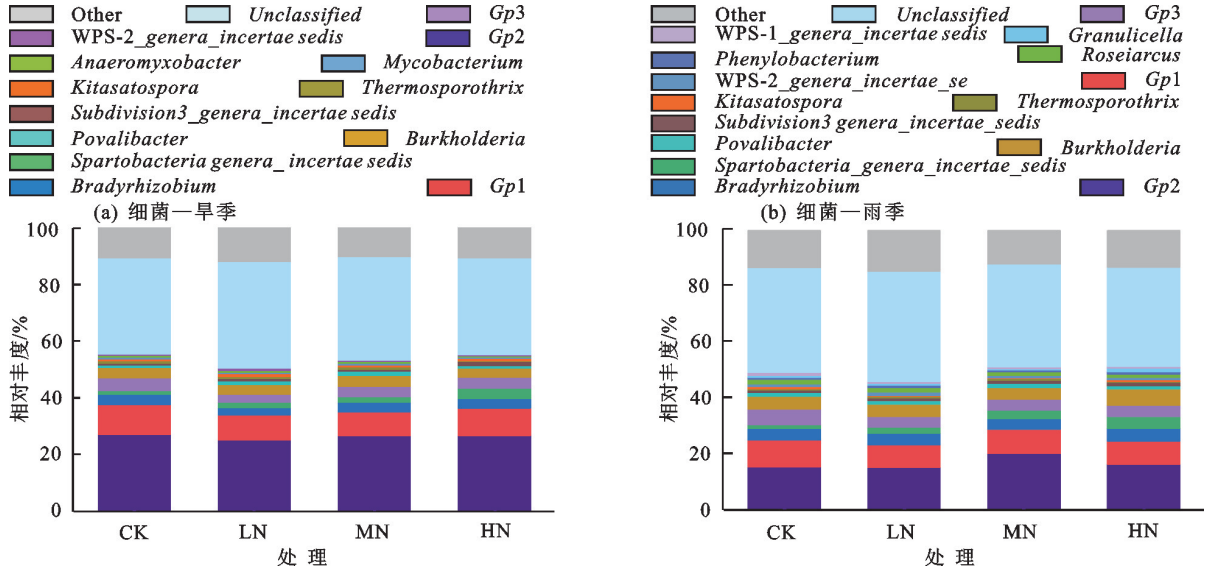 Other Unclassified Gp3
WPS-2_genera_incertae sedis Gp2
Anaeromyxobacter Mycobacterium
Kitasatospora Thermosporothrix
Subdivision3_genera_incertae sedis
Povalibacter Burkholderia
Spartobacteria genera_ incertae sedis
Bradyrhizobium Gp1
(a) 细菌—旱季
100
80
60
40
20
0
相对丰度/%
CK LN MN HN
处 理
Other Unclassified Gp3
WPS-1_genera_incertae sedis Granulicella
Phenylobacterium Roseiarcus
WPS-2_genera_incertae_se Gp1
Kitasatospora Thermosporothrix
Subdivision3 genera_incertae_sedis
Povalibacter Burkholderia
Spartobacteria_genera_incertae_sedis
Bradyrhizobium Gp2
(b) 细菌—雨季
100
80
60
40
20
0
相对丰度/%
CK LN MN HN
处 理